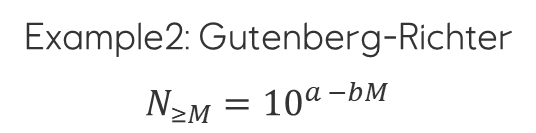 Example2: Gutenberg-Richter
N≥M = 10^{a −bM}